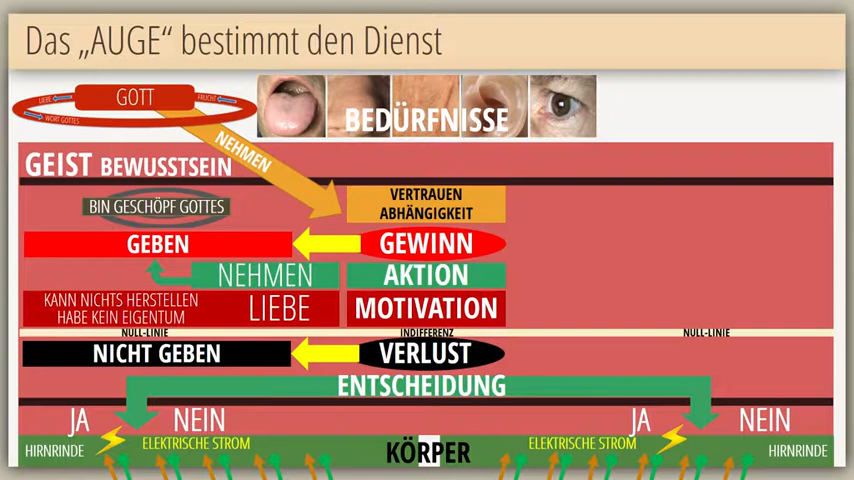 Das „AUGE“ bestimmt den Dienst
GOTT
LIEBE
FRUCHT
WORT GOTTES
BEDÜRFNISSE
NEHMEN
GEIST BEWUSSTSEIN
BIN GESCHÖPF GOTTES
VERTRAUEN
ABHÄNGIGKEIT
GEBEN
GEWINN
NEHMEN
AKTION
KANN NICHTS HERSTELLEN
HABE KEIN EIGENTUM
LIEBE
MOTIVATION
NULL-LINIE
INDIFFERENZ
NULL-LINIE
NICHT GEBEN
VERLUST
ENTSCHEIDUNG
JA
NEIN
JA
NEIN
HIRNRINDE
ELEKTRISCHE STROM
KÖRPER
ELEKTRISCHE STROM
HIRNRINDE